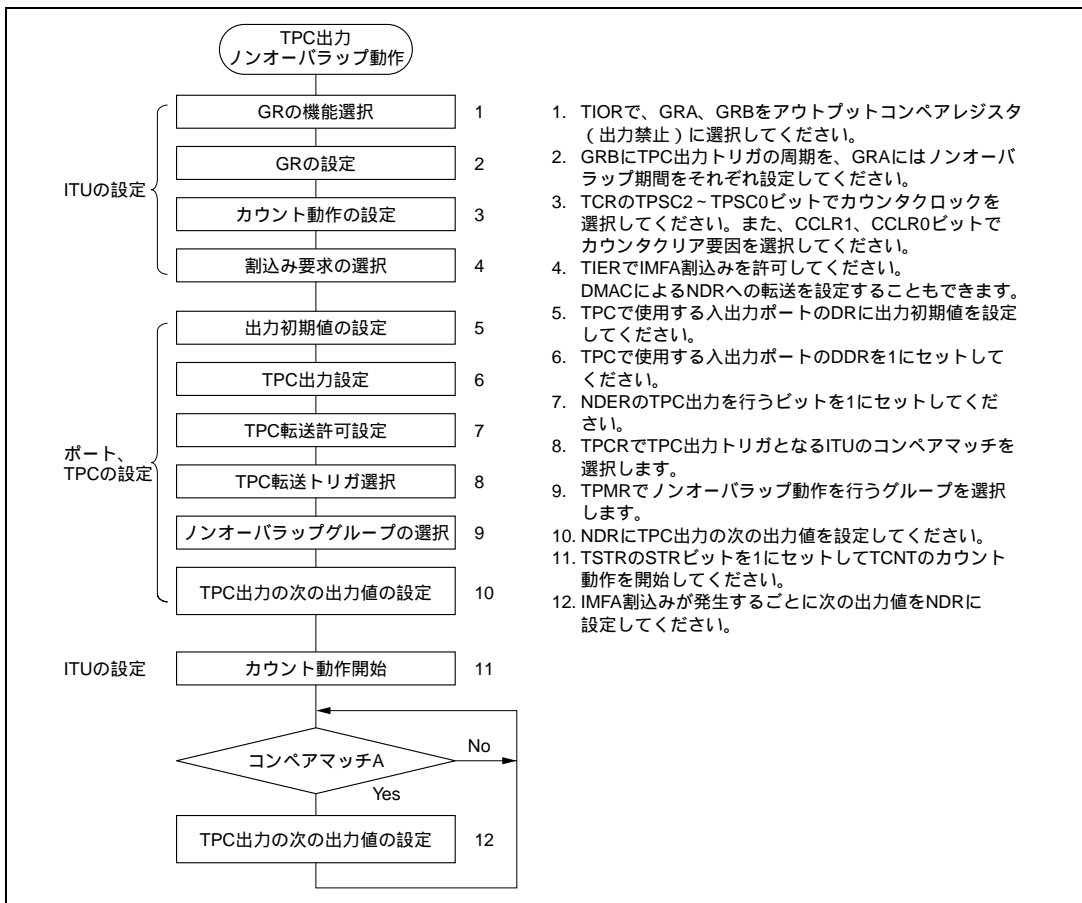 TPC出力
ノンオーバラップ動作
ITUの設定
GRの機能選択 1
GRの設定 2
カウント動作の設定 3
割込み要求の選択 4
ポート、
TPCの設定
出力初期値の設定 5
TPC出力設定 6
TPC転送許可設定 7
TPC転送トリガ選択 8
ノンオーバラップグループの選択 9
TPC出力の次の出力値の設定 10
ITUの設定 カウント動作開始 11
コンペアマッチA
No
Yes
TPC出力の次の出力値の設定 12
1. TIORで、GRA、GRBをアウトプットコンペアレジスタ
（出力禁止）に選択してください。
2. GRBにTPC出力トリガの周期を、GRAにはノンオーバ
ラップ期間をそれぞれ設定してください。
3. TCRのTPSC2～TPSC0ビットでカウンタクロックを
選択してください。また、CCLR1、CCLR0ビットで
カウンタクリア要因を選択してください。
4. TIERでIMFA割込みを許可してください。
DMACによるNDRへの転送を設定することもできます。
5. TPCで使用する入出力ポートのDRに出力初期値を設定
してください。
6. TPCで使用する入出力ポートのDDRを1にセットして
ください。
7. NDERのTPC出力を行うビットを1にセットしてくだ
さい。
8. TPCRでTPC出力トリガとなるITUのコンペアマッチを
選択します。
9. TPMRでノンオーバラップ動作を行うグループを選択
します。
10. NDRにTPC出力の次の出力値を設定してください。
11. TSTRのSTRビットを1にセットしてTCNTのカウント
動作を開始してください。
12. IMFA割込みが発生するごとに次の出力値をNDRに
設定してください。